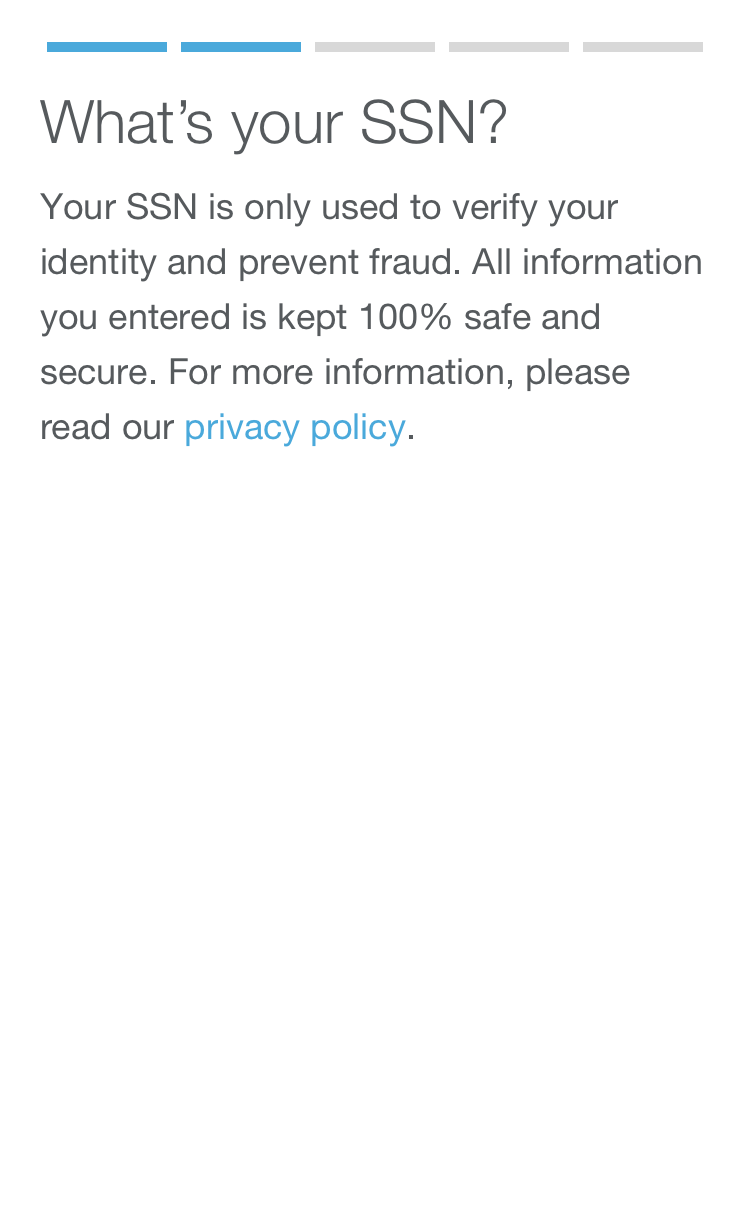 What’s your SSN?
Your SSN is only used to verify your
identity and prevent fraud. All information
you entered is kept 100% safe and
secure. For more information, please
read our privacy policy.